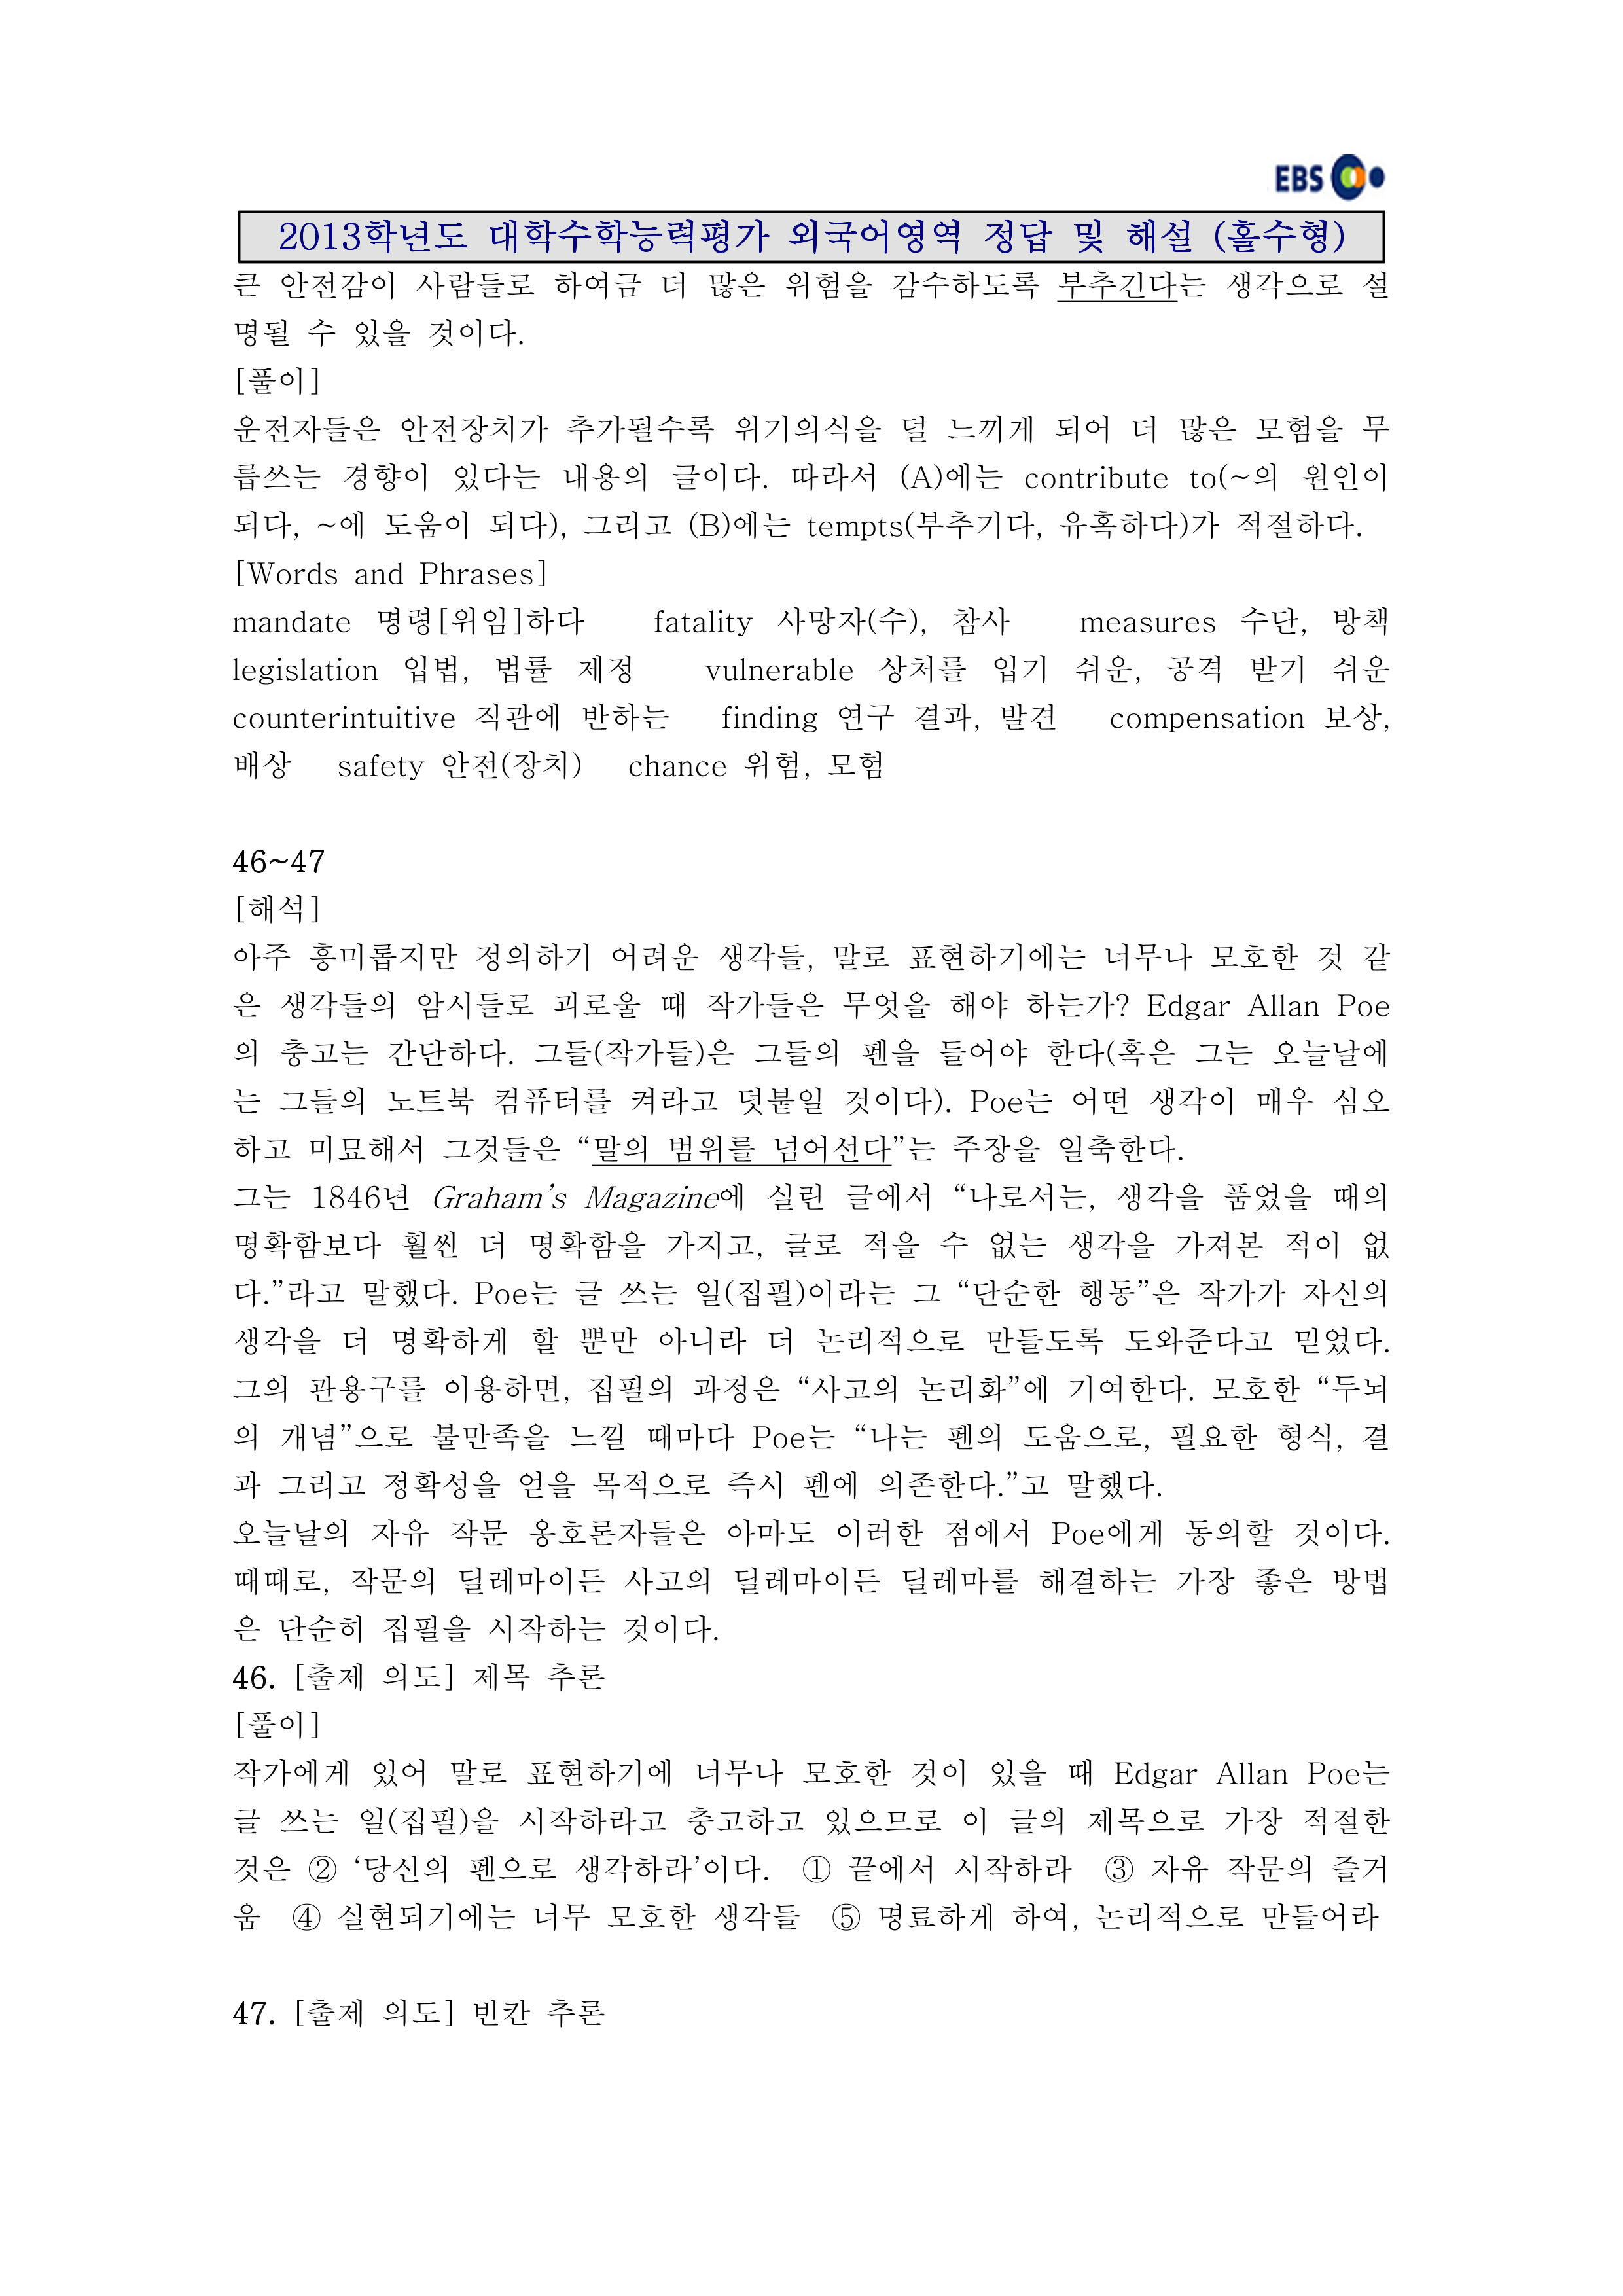 EBS
2013학년도 대학수학능력평가 외국어영역 정답 및 해설 (홀수형)
큰 안전감이 사람들로 하여금 더 많은 위험을 감수하도록 부추긴다는 생각으로 설
명될 수 있을 것이다.
[풀이]
운전자들은 안전장치가 추가될수록 위기의식을 덜 느끼게 되어 더 많은 모험을 무
릅쓰는 경향이 있다는 내용의 글이다. 따라서 (A)에는 contribute to(~의 원인이
되다, ~에 도움이 되다), 그리고 (B)에는 tempts(부추기다, 유혹하다)가 적절하다.
[Words and Phrases]
mandate 명령[위임]하다 fatality 사망자(수), 참사 measures 수단, 방책
legislation 입법, 법률 제정 vulnerable 상처를 입기 쉬운, 공격 받기 쉬운
counterintuitive 직관에 반하는 finding 연구 결과, 발견 compensation 보상,
배상 safety 안전(장치) chance 위험, 모험
46~47
[해석]
아주 흥미롭지만 정의하기 어려운 생각들, 말로 표현하기에는 너무나 모호한 것 같
은 생각들의 암시들로 괴로울 때 작가들은 무엇을 해야 하는가? Edgar Allan Poe
의 충고는 간단하다. 그들(작가들)은 그들의 펜을 들어야 한다(혹은 그는 오늘날에
는 그들의 노트북 컴퓨터를 켜라고 덧붙일 것이다). Poe는 어떤 생각이 매우 심오
하고 미묘해서 그것들은 “말의 범위를 넘어선다”는 주장을 일축한다.
그는 1846년 Graham’s Magazine에 실린 글에서 “나로서는, 생각을 품었을 때의
명확함보다 훨씬 더 명확함을 가지고, 글로 적을 수 없는 생각을 가져본 적이 없
다.”라고 말했다. Poe는 글 쓰는 일(집필)이라는 그 “단순한 행동”은 작가가 자신의
생각을 더 명확하게 할 뿐만 아니라 더 논리적으로 만들도록 도와준다고 믿었다.
그의 관용구를 이용하면, 집필의 과정은 “사고의 논리화”에 기여한다. 모호한 “두뇌
의 개념”으로 불만족을 느낄 때마다 Poe는 “나는 펜의 도움으로, 필요한 형식, 결
과 그리고 정확성을 얻을 목적으로 즉시 펜에 의존한다.”고 말했다.
오늘날의 자유 작문 옹호론자들은 아마도 이러한 점에서 Poe에게 동의할 것이다.
때때로, 작문의 딜레마이든 사고의 딜레마이든 딜레마를 해결하는 가장 좋은 방법
은 단순히 집필을 시작하는 것이다.
46. [출제 의도] 제목 추론
[풀이]
작가에게 있어 말로 표현하기에 너무나 모호한 것이 있을 때 Edgar Allan Poe는
글 쓰는 일(집필)을 시작하라고 충고하고 있으므로 이 글의 제목으로 가장 적절한
것은 ② ‘당신의 펜으로 생각하라’이다. ① 끝에서 시작하라 ③ 자유 작문의 즐거
움 ④ 실현되기에는 너무 모호한 생각들 ⑤ 명료하게 하여, 논리적으로 만들어라
47. [출제 의도] 빈칸 추론